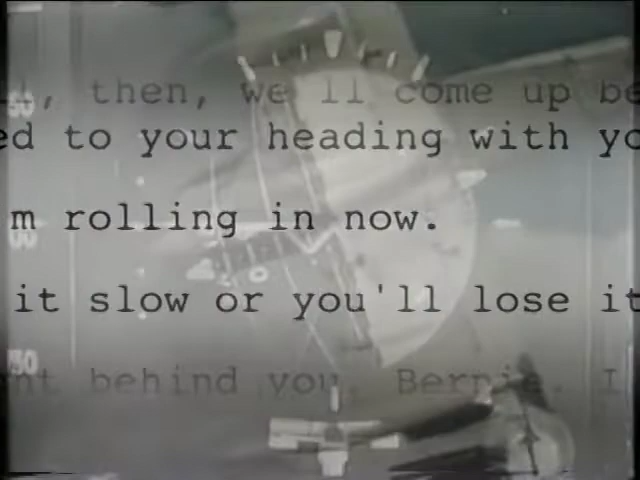 then, we'll come up be
ed to your heading with yo
m rolling in now.
it slow or you'll lose it
nt behind you, Bernie. I